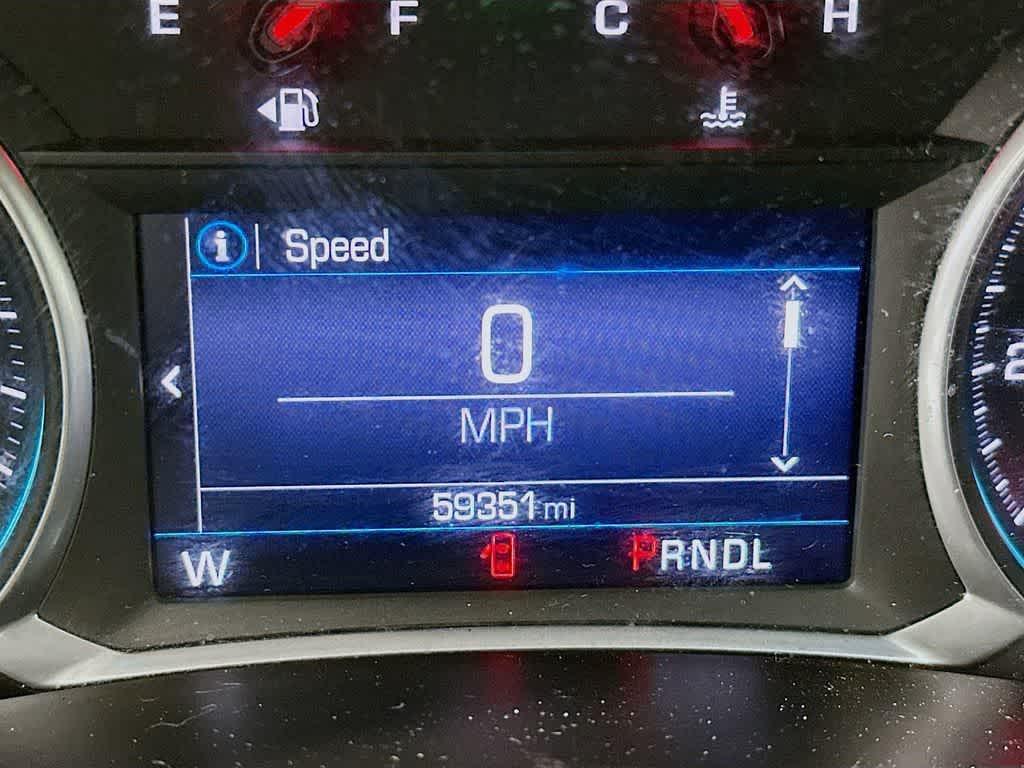 E F C H
i Speed
0
MPH
59351 mi
W PRNDL